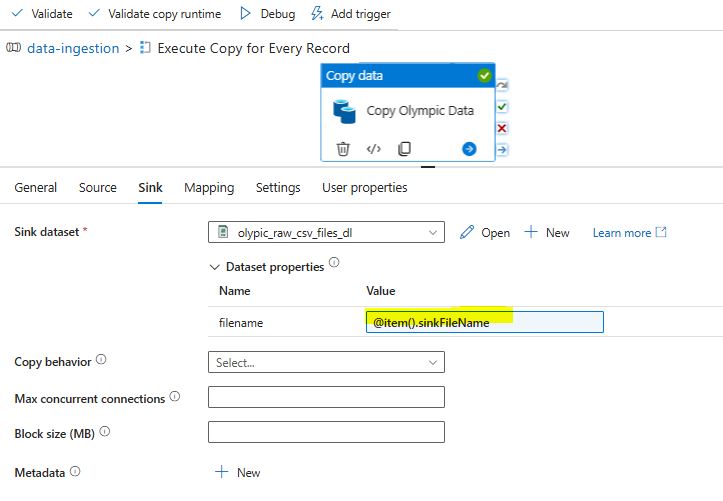 Validate Validate copy runtime Debug Add trigger
data-ingestion > Execute Copy for Every Record
Copy data
Copy Olympic Data
General Source Sink Mapping Settings User properties
Sink dataset * olypic_raw_csv_files_dl Open New Learn more
Dataset properties
Name Value
filename @item().sinkFileName
Copy behavior Select...
Max concurrent connections
Block size (MB)
Metadata New